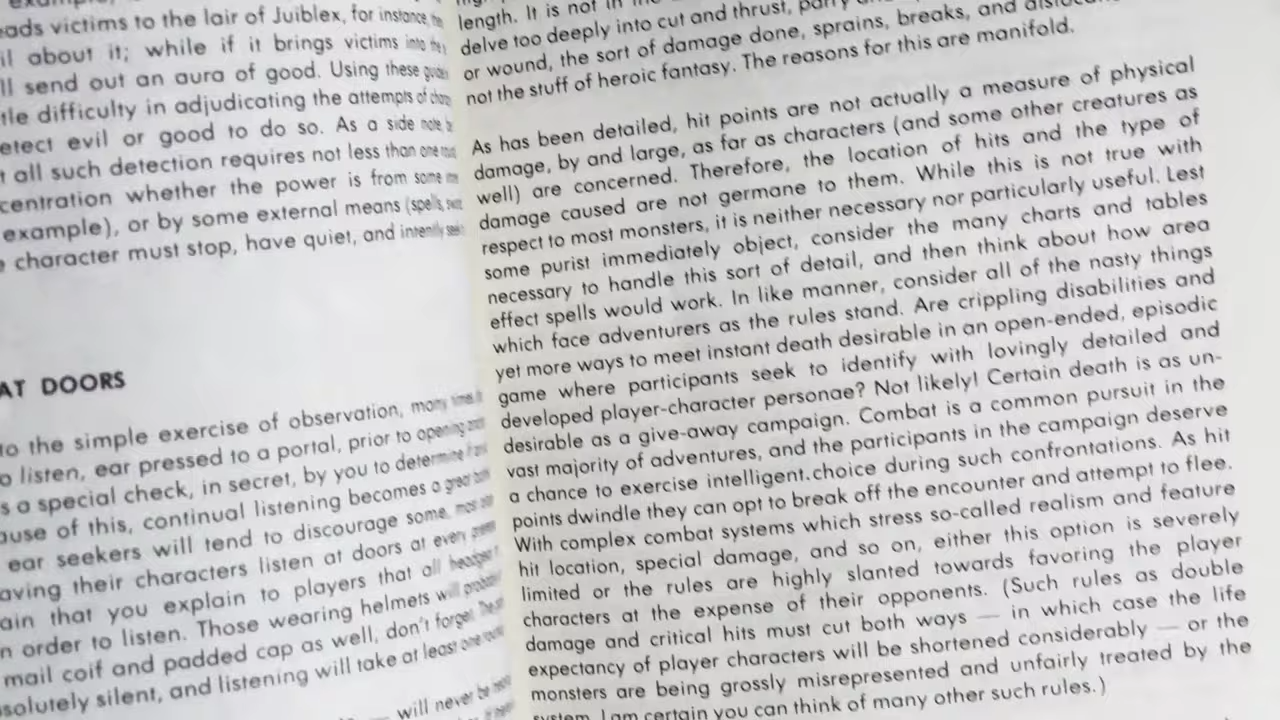 eads victims to the lair of Juiblex, for instance, the
il about it; while if it brings victims into the
ll send out an aura of good. Using these
tle difficulty in adjudicating the attempts of
etect evil or good to do so. As a side note
t all such detection requires not less than one
centration whether the power is from some
example), or by some external means (spells,
character must stop, have quiet, and intently
AT DOORS
to the simple exercise of observation, many
o listen, ear pressed to a portal, prior to opening
s a special check, in secret, by you to determine
ause of this, continual listening becomes a great
ear seekers will tend to discourage some,
aving their characters listen at doors at every
ain that you explain to players that all headgear
n order to listen. Those wearing helmets will
mail coif and padded cap as well, don't forget.
solutely silent, and listening will take at least one
will never be
length. It is not in
delve too deeply into cut and thrust, parry
or wound, the sort of damage done, sprains, breaks, and
not the stuff of heroic fantasy. The reasons for this are manifold.
As has been detailed, hit points are not actually a measure of physical
damage, by and large, as far as characters (and some other creatures as
well) are concerned. Therefore, the location of hits and the type of
damage caused are not germane to them. While this is not true with
respect to most monsters, it is neither necessary nor particularly useful. Lest
some purist immediately object, consider the many charts and tables
necessary to handle this sort of detail, and then think about how area
effect spells would work. In like manner, consider all of the nasty things
which face adventurers as the rules stand. Are crippling disabilities and
yet more ways to meet instant death desirable in an open-ended, episodic
game where participants seek to identify with lovingly detailed and
developed player-character personae? Not likely! Certain death is as un-
desirable as a give-away campaign. Combat is a common pursuit in the
vast majority of adventures, and the participants in the campaign deserve
a chance to exercise intelligent.choice during such confrontations. As hit
points dwindle they can opt to break off the encounter and attempt to flee.
With complex combat systems which stress so-called realism and feature
hit location, special damage, and so on, either this option is severely
limited or the rules are highly slanted towards favoring the player
characters at the expense of their opponents. (Such rules as double
damage and critical hits must cut both ways — in which case the life
expectancy of player characters will be shortened considerably — or the
monsters are being grossly misrepresented and unfairly treated by the
system. I am certain you can think of many other such rules.)